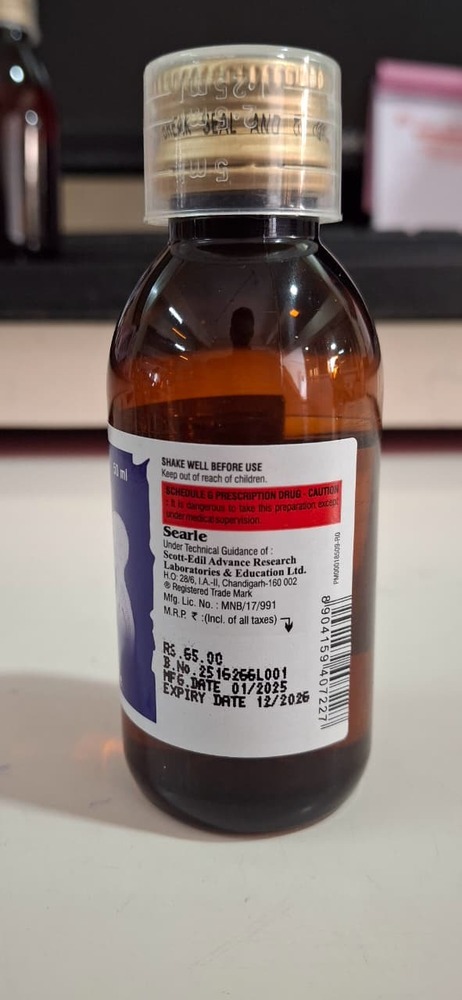 5 ml
SHAKE WELL BEFORE USE
Keep out of reach of children.
SCHEDULE G PRESCRIPTION DRUG - CAUTION
: It is dangerous to take this preparation except
under medical supervision.
Searle
Under Technical Guidance of :
Scott-Edil Advance Research
Laboratories & Education Ltd.
H.O: 28/6, I.A.-II, Chandigarh-160 002
® Registered Trade Mark
Mfg. Lic. No. : MNB/17/991
M.R.P. ₹ :(Incl. of all taxes)
RS.65.00
B.No.2516266L001
MFG.DATE 01/2025
EXPIRY DATE 12/2026
8904159407227